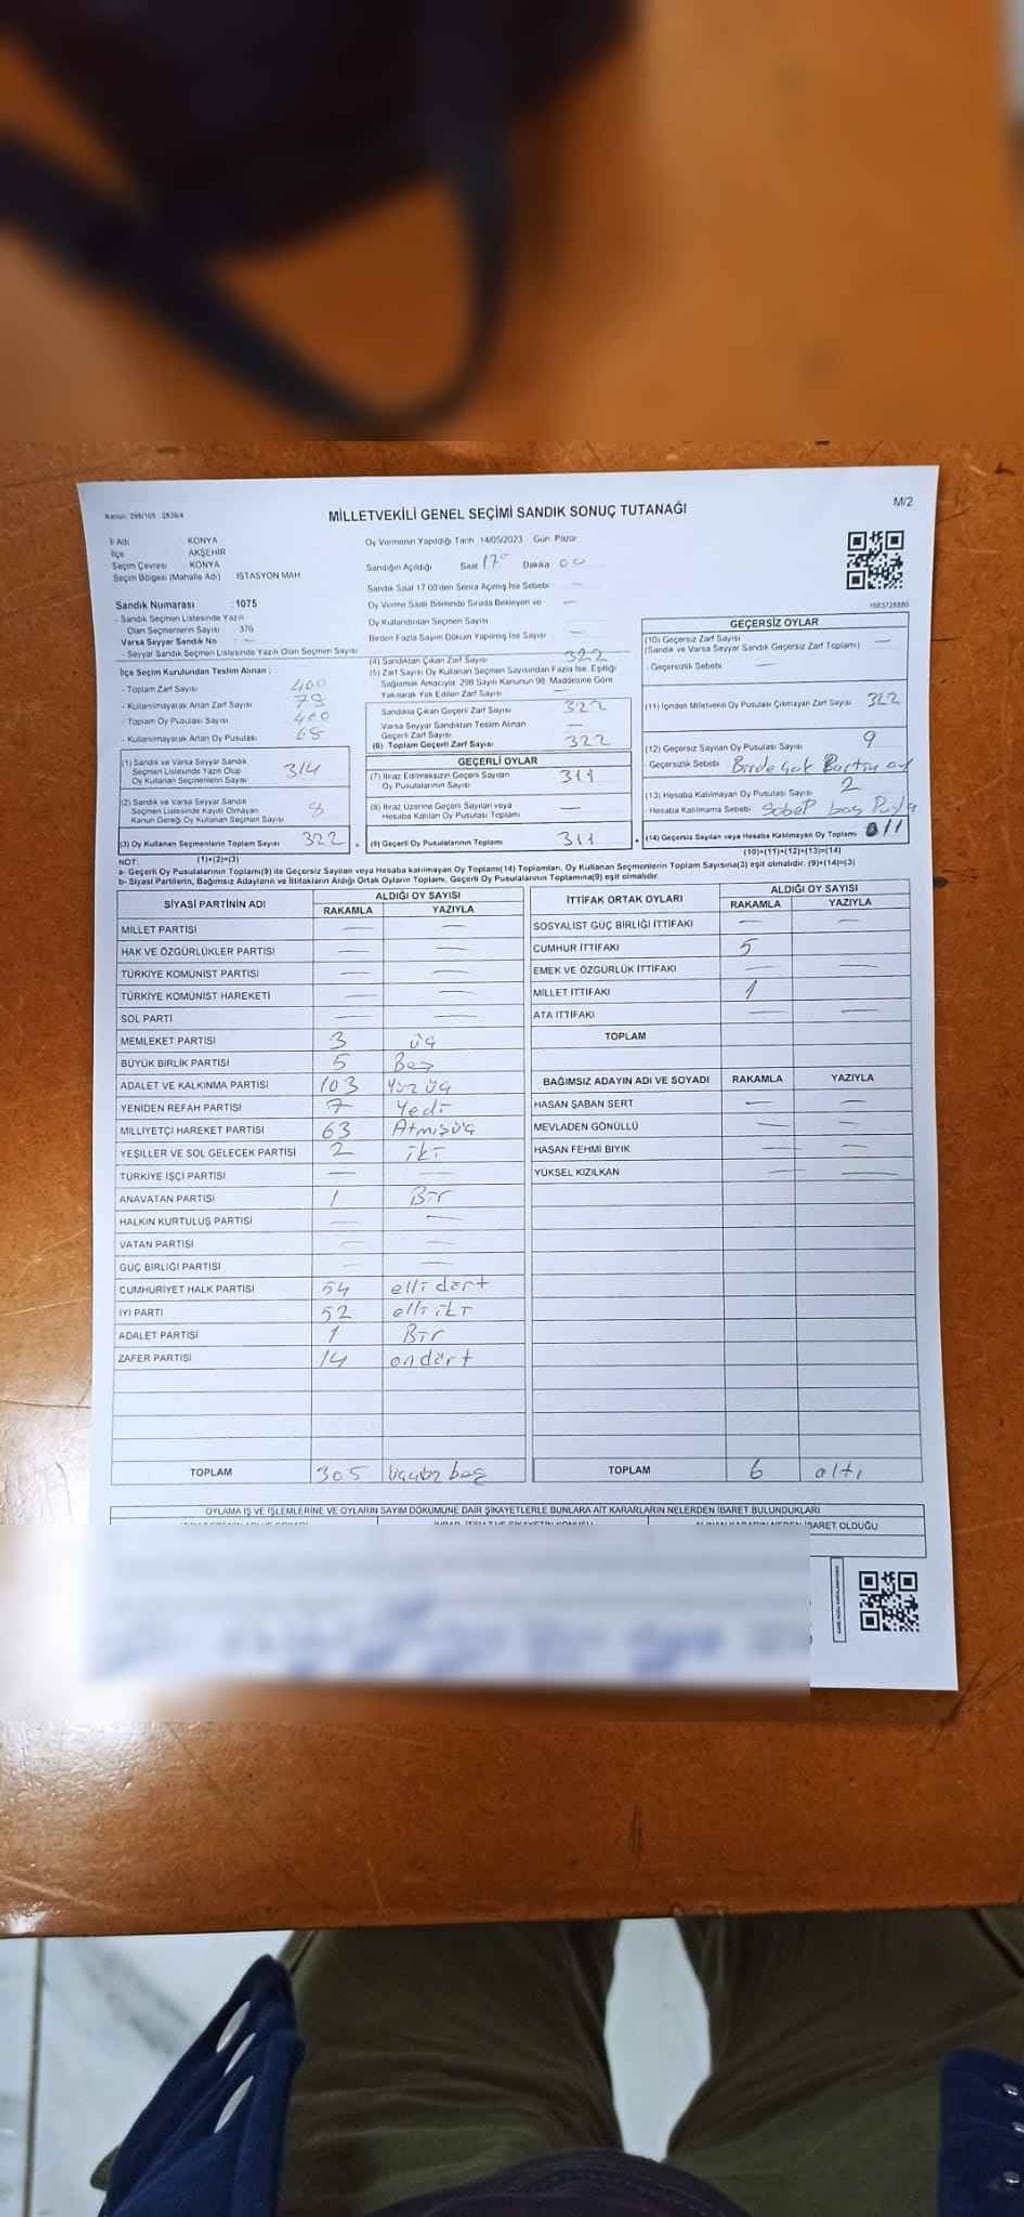 Kanun: 298/105 - 2839/4
MİLLETVEKİLİ GENEL SEÇİMİ SANDIK SONUÇ TUTANAĞI
M/2
İl Adı KONYA
İlçe AKŞEHİR
Seçim Çevresi KONYA
Seçim Bölgesi (Mahalle Adı) İSTASYON MAH
Oy Vermenin Yapıldığı Tarih 14/05/2023 Gün: Pazar
Sandığın Açıldığı Saat 17 Dakika 00
Sandık Saat 17:00'den Sonra Açılmış İse Sebebi —
Oy Verme Saati Bitiminde Sırada Bekleyen ve —
Oy Kullandırılan Seçmen Sayısı
Birden Fazla Sayım Döküm Yapılmış İse Sayısı —
Sandık Numarası : 1075
- Sandık Seçmen Listesinde Yazılı
Olan Seçmenlerin Sayısı 376
Varsa Seyyar Sandık No
- Seyyar Sandık Seçmen Listesinde Yazılı Olan Seçmen Sayısı
İlçe Seçim Kurulundan Teslim Alınan :
- Toplam Zarf Sayısı 400
- Kullanılmayarak Artan Zarf Sayısı
- Toplam Oy Pusulası Sayısı 400
- Kullanılmayarak Artan Oy Pusulası
(1) Sandık ve Varsa Seyyar Sandık
Seçmen Listesinde Yazılı Olup
Oy Kullanan Seçmenlerin Sayısı 314
(2) Sandık ve Varsa Seyyar Sandık
Seçmen Listesinde Kayıtlı Olmayan
Kanun Gereği Oy Kullanan Seçmen Sayısı 8
(3) Oy Kullanan Seçmenlerin Toplam Sayısı 322
(1)+(2)=(3)
(4) Sandıktan Çıkan Zarf Sayısı 322
(5) Zarf Sayısı Oy Kullanan Seçmen Sayısından Fazla İse, Eşitliği
Sağlamak Amacıyla 298 Sayılı Kanunun 98. Maddesine Göre
Yakılarak Yok Edilen Zarf Sayısı —
Sandıkta Çıkan Geçerli Zarf Sayısı 322
Varsa Seyyar Sandıktan Teslim Alınan
Geçerli Zarf Sayısı —
(6) Toplam Geçerli Zarf Sayısı 322
GEÇERLİ OYLAR
(7) İtiraz Edilmeksizin Geçerli Sayılan
Oy Pusulalarının Sayısı 311
(8) İtiraz Üzerine Geçerli Sayılan veya
Hesaba Katılan Oy Pusulası Toplamı —
(9) Geçerli Oy Pusulalarının Toplamı 311
GEÇERSİZ OYLAR
(10) Geçersiz Zarf Sayısı
(Sandık ve Varsa Seyyar Sandık Geçersiz Zarf Toplamı) —
- Geçersizlik Sebebi —
(11) İçinden Milletvekili Oy Pusulası Çıkmayan Zarf Sayısı 322
(12) Geçersiz Sayılan Oy Pusulası Sayısı 9
Geçersizlik Sebebi
(13) Hesaba Katılmayan Oy Pusulası Sayısı 2
Hesaba Katılmama Sebebi
(14) Geçersiz Sayılan veya Hesaba Katılmayan Oy Toplamı 011
(10)+(11)+(12)+(13)=(14)
NOT:
a- Geçerli Oy Pusulalarının Toplamı(9) ile Geçersiz Sayılan veya Hesaba katılmayan Oy Toplamı(14) Toplamları, Oy Kullanan Seçmenlerin Toplam Sayısına(3) eşit olmalıdır. (9)+(14)=(3)
b- Siyasi Partilerin, Bağımsız Adayların ve İttifakların Aldığı Ortak Oyların Toplamı, Geçerli Oy Pusulalarının Toplamına(9) eşit olmalıdır.
SİYASİ PARTİNİN ADI ALDIĞI OY SAYISI
RAKAMLA YAZIYLA
MİLLET PARTİSİ — —
HAK VE ÖZGÜRLÜKLER PARTİSİ — —
TÜRKİYE KOMÜNİST PARTİSİ — —
TÜRKİYE KOMÜNİST HAREKETİ — —
SOL PARTİ — —
MEMLEKET PARTİSİ 3 üç
BÜYÜK BİRLİK PARTİSİ 5 Beş
ADALET VE KALKINMA PARTİSİ 103 yüzüç
YENİDEN REFAH PARTİSİ 7 Yedi
MİLLİYETÇİ HAREKET PARTİSİ 63 Atmışüç
YEŞİLLER VE SOL GELECEK PARTİSİ 2 iki
TÜRKİYE İŞÇİ PARTİSİ — —
ANAVATAN PARTİSİ 1 Bir
HALKIN KURTULUŞ PARTİSİ — —
VATAN PARTİSİ — —
GÜÇ BİRLİĞİ PARTİSİ — —
CUMHURİYET HALK PARTİSİ 54 elli dört
İYİ PARTİ 52 elli iki
ADALET PARTİSİ 1 Bir
ZAFER PARTİSİ 14 ondört
TOPLAM 305 üçyüz beş
İTTİFAK ORTAK OYLARI ALDIĞI OY SAYISI
RAKAMLA YAZIYLA
SOSYALİST GÜÇ BİRLİĞİ İTTİFAKI — —
CUMHUR İTTİFAKI 5
EMEK VE ÖZGÜRLÜK İTTİFAKI — —
MİLLET İTTİFAKI 1
ATA İTTİFAKI — —
TOPLAM
BAĞIMSIZ ADAYIN ADI VE SOYADI RAKAMLA YAZIYLA
HASAN ŞABAN SERT — —
MEVLADEN GÖNÜLLÜ — —
HASAN FEHMİ BIYIK — —
YÜKSEL KIZILKAN — —
TOPLAM 6 altı
OYLAMA İŞ VE İŞLEMLERİNE VE OYLARIN SAYIM DÖKÜMÜNE DAİR ŞİKAYETLERLE BUNLARA AİT KARARLARIN NELERDEN İBARET BULUNDUKLARI
İBARET OLDUĞU